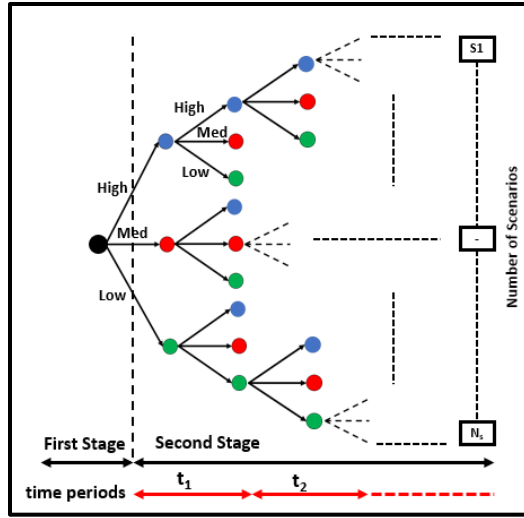 S1
High
Med
Low
High
Med
Low
-
Number of Scenarios
Nₛ
First Stage
Second Stage
time periods
t₁
t₂